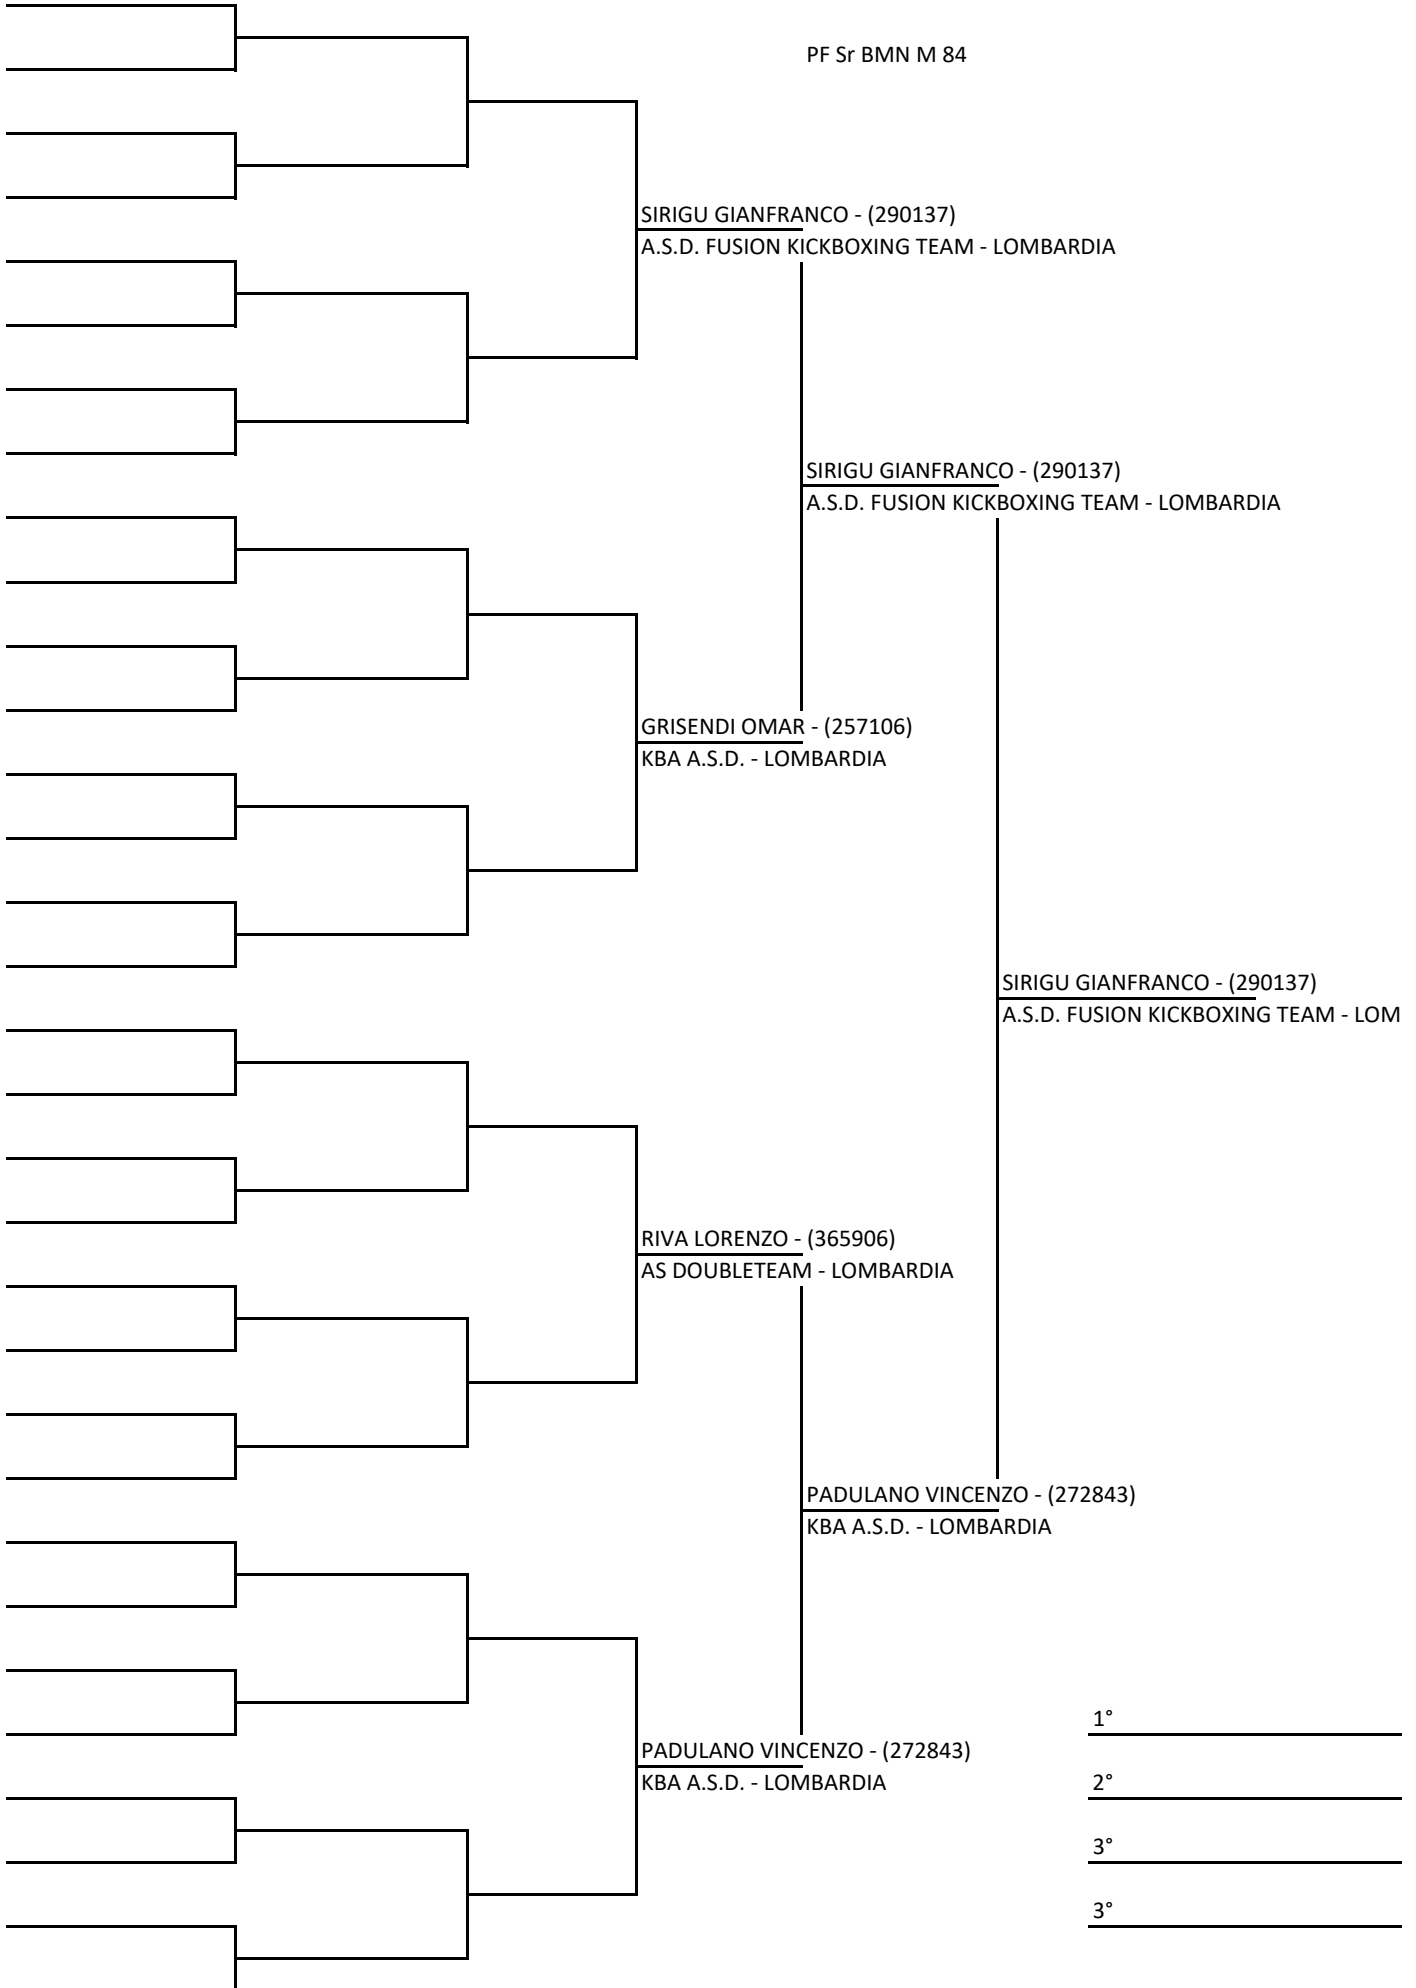 PF Sr BMN M 84
SIRIGU GIANFRANCO - (290137)
A.S.D. FUSION KICKBOXING TEAM - LOMBARDIA
SIRIGU GIANFRANCO - (290137)
A.S.D. FUSION KICKBOXING TEAM - LOMBARDIA
GRISENDI OMAR - (257106)
KBA A.S.D. - LOMBARDIA
SIRIGU GIANFRANCO - (290137)
A.S.D. FUSION KICKBOXING TEAM - LOM
RIVA LORENZO - (365906)
AS DOUBLETEAM - LOMBARDIA
PADULANO VINCENZO - (272843)
KBA A.S.D. - LOMBARDIA
1°
PADULANO VINCENZO - (272843)
KBA A.S.D. - LOMBARDIA
2°
3°
3°